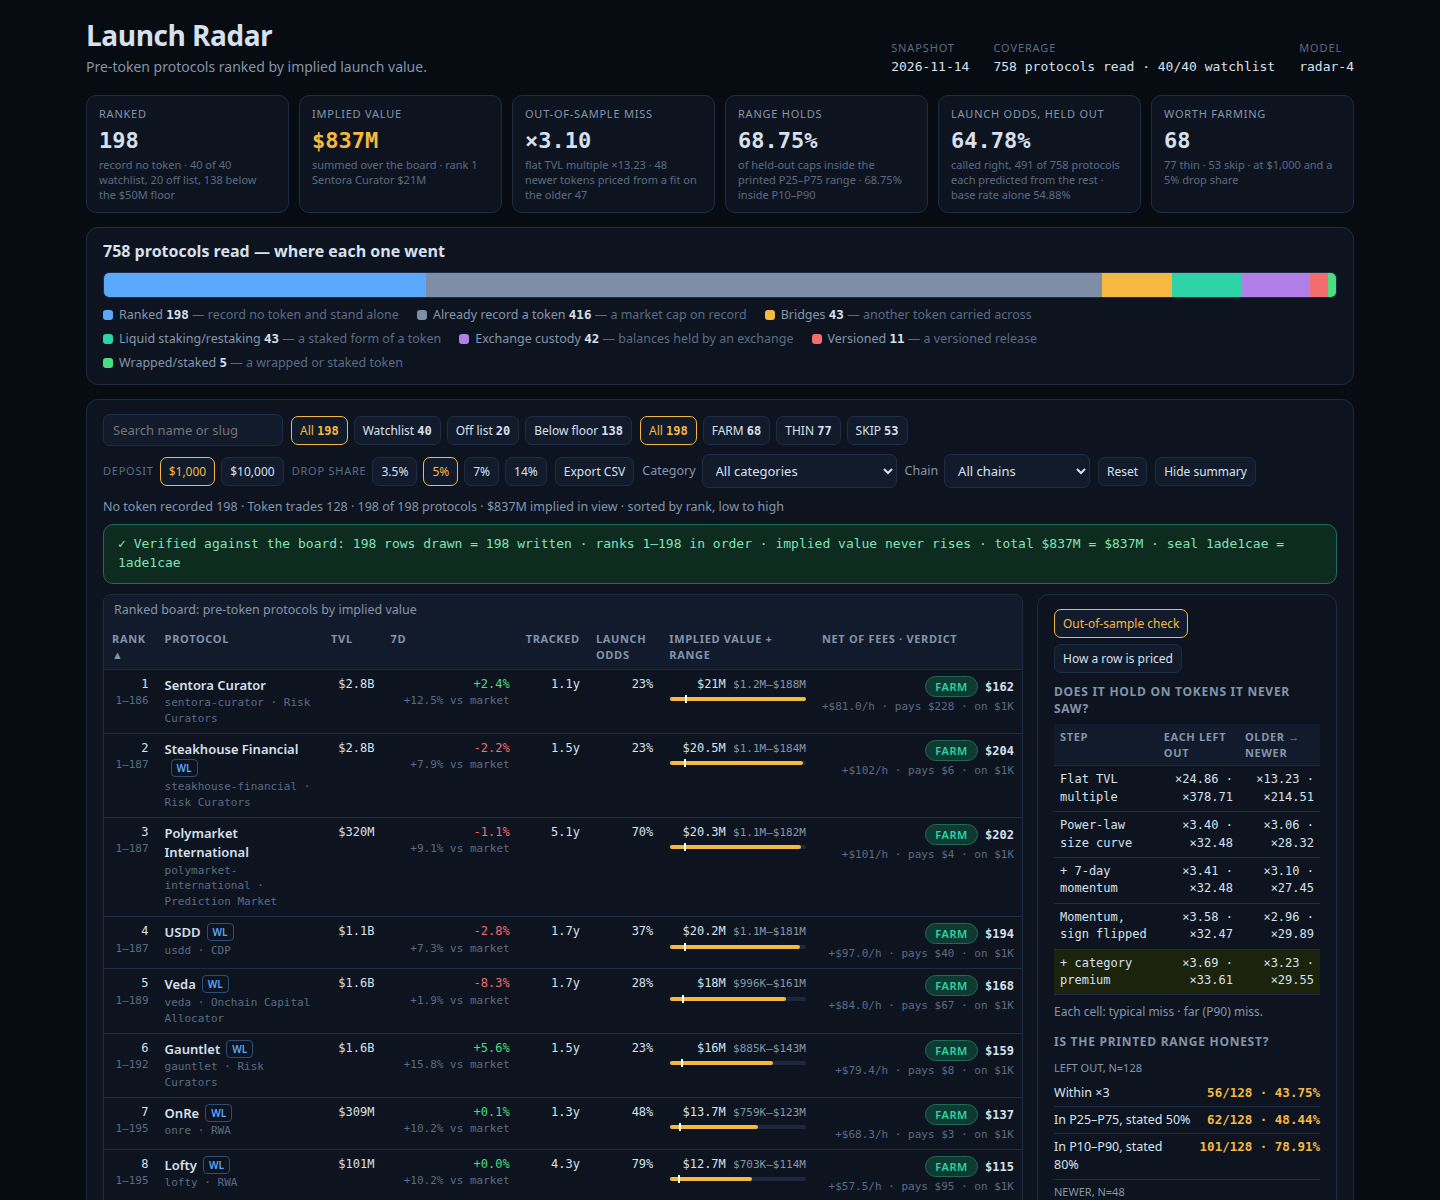 Launch Radar
Pre-token protocols ranked by implied launch value.
SNAPSHOT
2026-11-14
COVERAGE
758 protocols read · 40/40 watchlist
MODEL
radar-4
RANKED
198
record no token · 40 of 40
watchlist, 20 off list, 138 below
the $50M floor
IMPLIED VALUE
$837M
summed over the board · rank 1
Sentora Curator $21M
OUT-OF-SAMPLE MISS
×3.10
flat TVL multiple ×13.23 · 48
newer tokens priced from a fit on
the older 47
RANGE HOLDS
68.75%
of held-out caps inside the
printed P25–P75 range · 68.75%
inside P10–P90
LAUNCH ODDS, HELD OUT
64.78%
called right, 491 of 758 protocols
each predicted from the rest ·
base rate alone 54.88%
WORTH FARMING
68
77 thin · 53 skip · at $1,000 and a
5% drop share
758 protocols read — where each one went
Ranked 198 — record no token and stand alone
Already record a token 416 — a market cap on record
Bridges 43 — another token carried across
Liquid staking/restaking 43 — a staked form of a token
Exchange custody 42 — balances held by an exchange
Versioned 11 — a versioned release
Wrapped/staked 5 — a wrapped or staked token
Search name or slug
All 198
Watchlist 40
Off list 20
Below floor 138
All 198
FARM 68
THIN 77
SKIP 53
DEPOSIT $1,000 $10,000 DROP SHARE 3.5% 5% 7% 14% Export CSV Category All categories Chain All chains Reset Hide summary
No token recorded 198 · Token trades 128 · 198 of 198 protocols · $837M implied in view · sorted by rank, low to high
✓ Verified against the board: 198 rows drawn = 198 written · ranks 1–198 in order · implied value never rises · total $837M = $837M · seal 1ade1cae =
1ade1cae
Ranked board: pre-token protocols by implied value
RANK ▲ PROTOCOL TVL 7D TRACKED LAUNCH ODDS IMPLIED VALUE + RANGE NET OF FEES · VERDICT
1 Sentora Curator $2.8B +2.4% 1.1y 23% $21M $1.2M–$188M FARM $162
1–186 sentora-curator · Risk +12.5% vs market +$81.0/h · pays $228 · on $1K
Curators
2 Steakhouse Financial $2.8B -2.2% 1.5y 23% $20.5M $1.1M–$184M FARM $204
1–187 WL +7.9% vs market +$102/h · pays $6 · on $1K
steakhouse-financial ·
Risk Curators
3 Polymarket $320M -1.1% 5.1y 70% $20.3M $1.1M–$182M FARM $202
1–187 International +9.1% vs market +$101/h · pays $4 · on $1K
polymarket-
international ·
Prediction Market
4 USDD WL $1.1B -2.8% 1.7y 37% $20.2M $1.1M–$181M FARM $194
1–187 usdd · CDP +7.3% vs market +$97.0/h · pays $40 · on $1K
5 Veda WL $1.6B -8.3% 1.7y 28% $18M $996K–$161M FARM $168
1–189 veda · Onchain Capital +1.9% vs market +$84.0/h · pays $67 · on $1K
Allocator
6 Gauntlet WL $1.6B +5.6% 1.5y 23% $16M $885K–$143M FARM $159
1–192 gauntlet · Risk +15.8% vs market +$79.4/h · pays $8 · on $1K
Curators
7 OnRe WL $309M +0.1% 1.3y 48% $13.7M $759K–$123M FARM $137
1–195 onre · RWA +10.2% vs market +$68.3/h · pays $3 · on $1K
8 Lofty WL $101M +0.0% 4.3y 79% $12.7M $703K–$114M FARM $115
1–195 lofty · RWA +10.2% vs market +$57.5/h · pays $95 · on $1K
Out-of-sample check
How a row is priced
DOES IT HOLD ON TOKENS IT NEVER
SAW?
STEP EACH LEFT OUT OLDER → NEWER
Flat TVL ×24.86 · ×13.23 ·
multiple ×378.71 ×214.51
Power-law ×3.40 · ×3.06 ·
size curve ×32.48 ×28.32
+ 7-day ×3.41 · ×3.10 ·
momentum ×32.48 ×27.45
Momentum, ×3.58 · ×2.96 ·
sign flipped ×32.47 ×29.89
+ category ×3.69 · ×3.23 ·
premium ×33.61 ×29.55
Each cell: typical miss · far (P90) miss.
IS THE PRINTED RANGE HONEST?
LEFT OUT, N=128
Within ×3 56/128 · 43.75%
In P25–P75, stated 50% 62/128 · 48.44%
In P10–P90, stated 101/128 · 78.91%
80%
NEWER, N=48